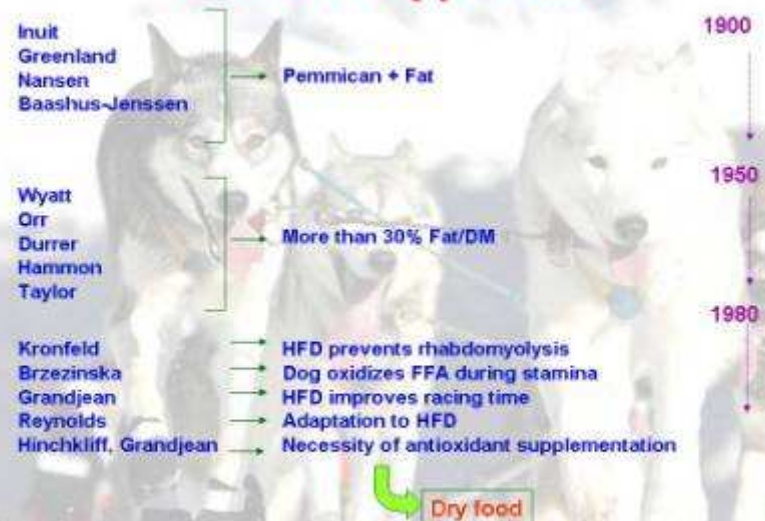 Inuit
Greenland
Nansen
Baashus-Jenssen
Pemmican + Fat
1900
Wyatt
Orr
Durrer
Hammon
Taylor
More than 30% Fat/DM
1950
1980
Kronfeld
HFD prevents rhabdomyolysis
Brzezinska
Dog oxidizes FFA during stamina
Grandjean
HFD improves racing time
Reynolds
Adaptation to HFD
Hinchkliff, Grandjean
Necessity of antioxidant supplementation
Dry food